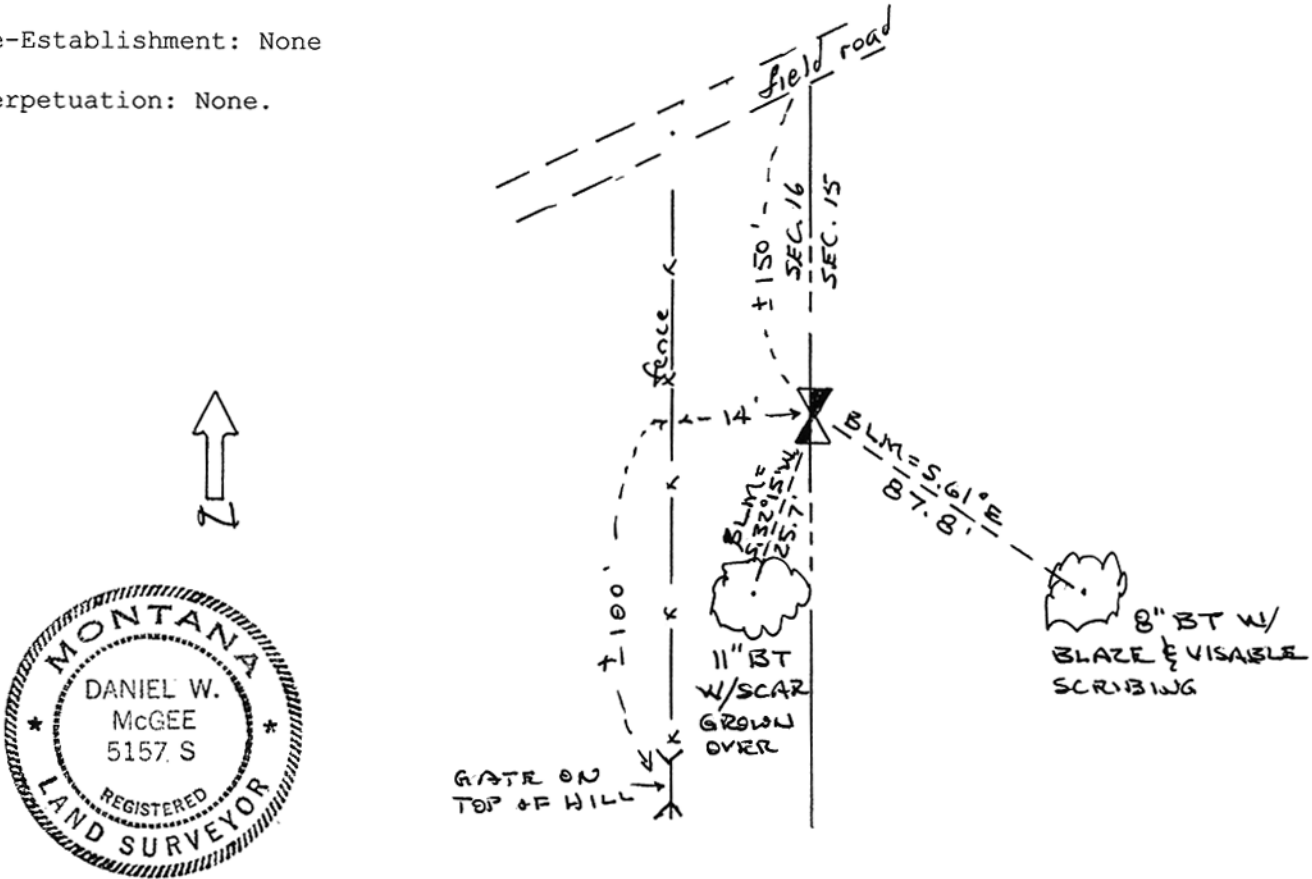 e-Establishment: None
erpetuation: None.
field road
SEC. 16
SEC. 15
±150'
fence
14'
BLM=
S.32°15'W
25.7'
BLM= S.61°E
87.8'
±100'
N
11" BT
W/SCAR
GROWN
OVER
8" BT W/
BLAZE & VISABLE
SCRIBING
GATE ON
TOP OF HILL
MONTANA
DANIEL W.
McGEE
5157 S
REGISTERED
LAND SURVEYOR